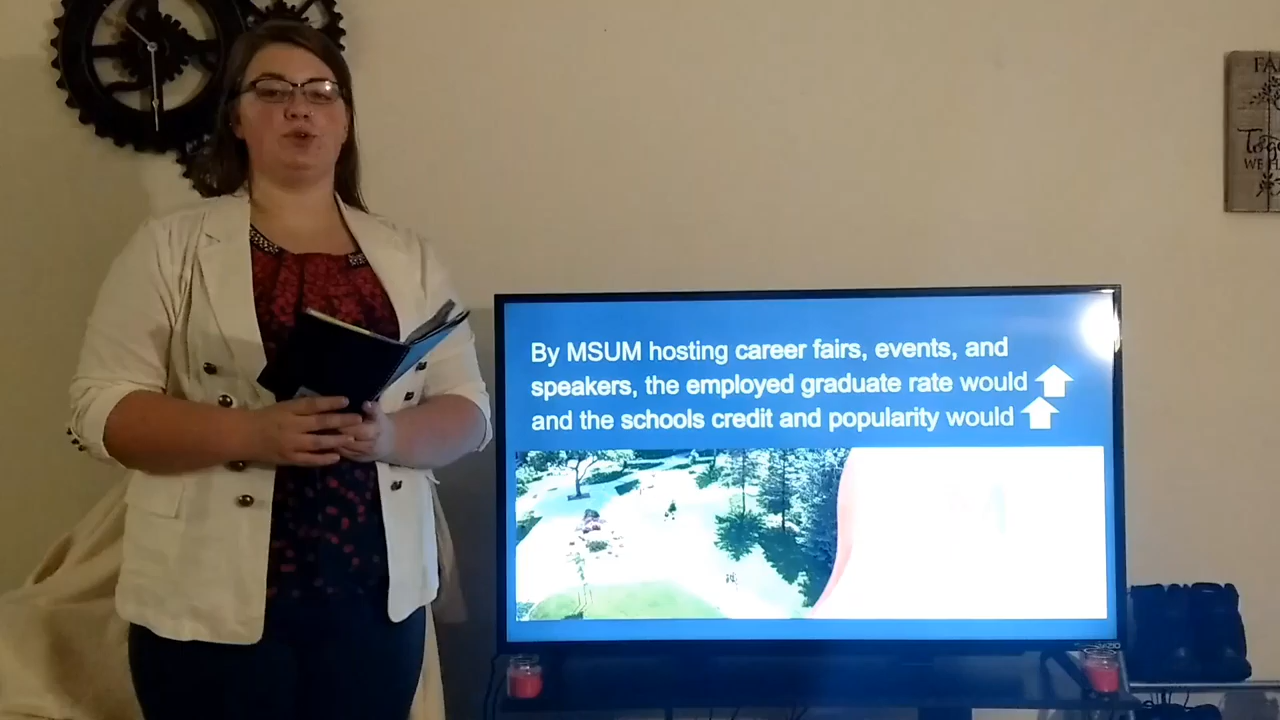 By MSUM hosting career fairs, events, and
speakers, the employed graduate rate would
and the schools credit and popularity would